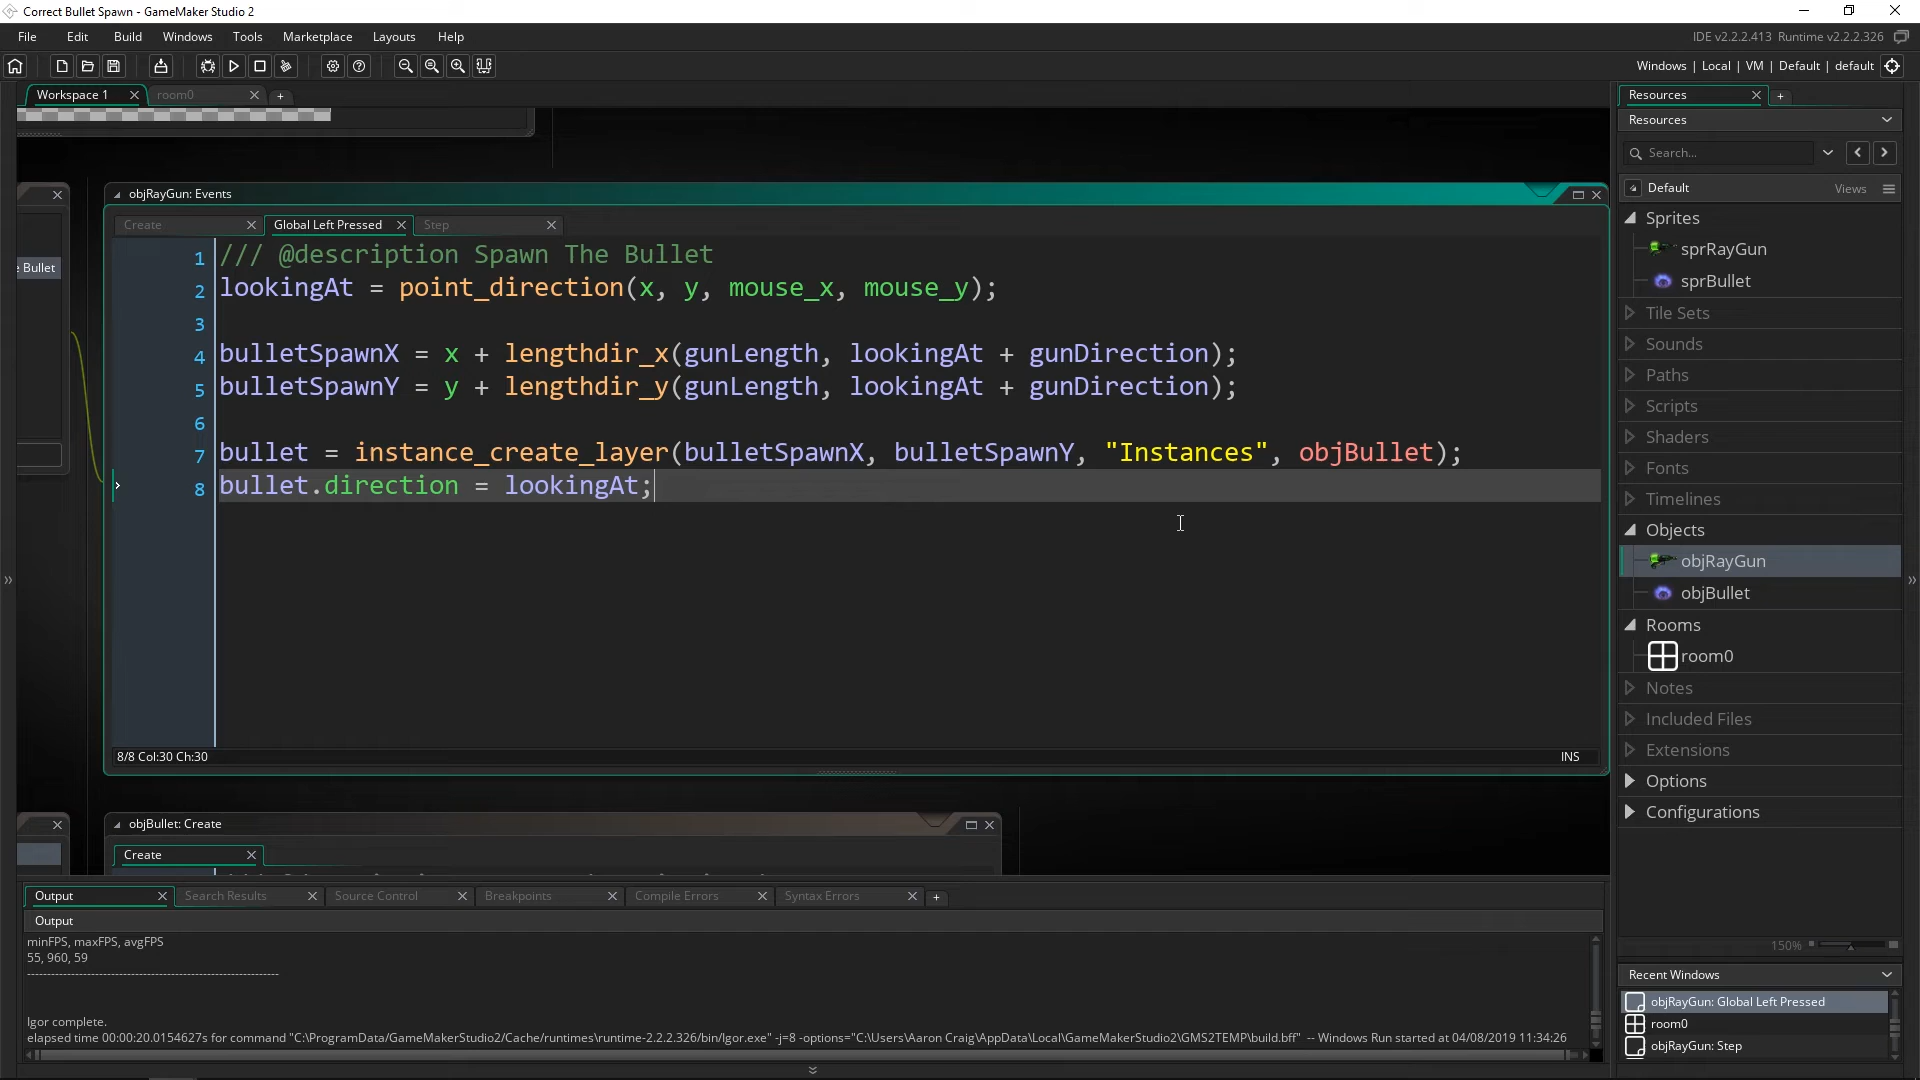 Correct Bullet Spawn - GameMaker Studio 2
File Edit Build Windows Tools Marketplace Layouts Help
IDE v2.2.2.413 Runtime v2.2.2.326
Windows | Local | VM | Default | default
Workspace 1 room0
objRayGun: Events
Create Global Left Pressed Step
e Bullet
1 /// @description Spawn The Bullet
2 lookingAt = point_direction(x, y, mouse_x, mouse_y);
3
4 bulletSpawnX = x + lengthdir_x(gunLength, lookingAt + gunDirection);
5 bulletSpawnY = y + lengthdir_y(gunLength, lookingAt + gunDirection);
6
7 bullet = instance_create_layer(bulletSpawnX, bulletSpawnY, "Instances", objBullet);
8 bullet.direction = lookingAt;
8/8 Col:30 Ch:30
INS
objBullet: Create
Create
Output Search Results Source Control Breakpoints Compile Errors Syntax Errors
Output
minFPS, maxFPS, avgFPS
55, 960, 59
----------------------------------------------------------------
Igor complete.
elapsed time 00:00:20.0154627s for command "C:\ProgramData/GameMakerStudio2/Cache/runtimes\runtime-2.2.2.326/bin/Igor.exe" -j=8 -options="C:\Users\Aaron Craig\AppData\Local\GameMakerStudio2\GMS2TEMP\build.bff" -- Windows Run started at 04/08/2019 11:34:26
Resources
Resources
Search...
Default Views
Sprites
sprRayGun
sprBullet
Tile Sets
Sounds
Paths
Scripts
Shaders
Fonts
Timelines
Objects
objRayGun
objBullet
Rooms
room0
Notes
Included Files
Extensions
Options
Configurations
150%
Recent Windows
objRayGun: Global Left Pressed
room0
objRayGun: Step